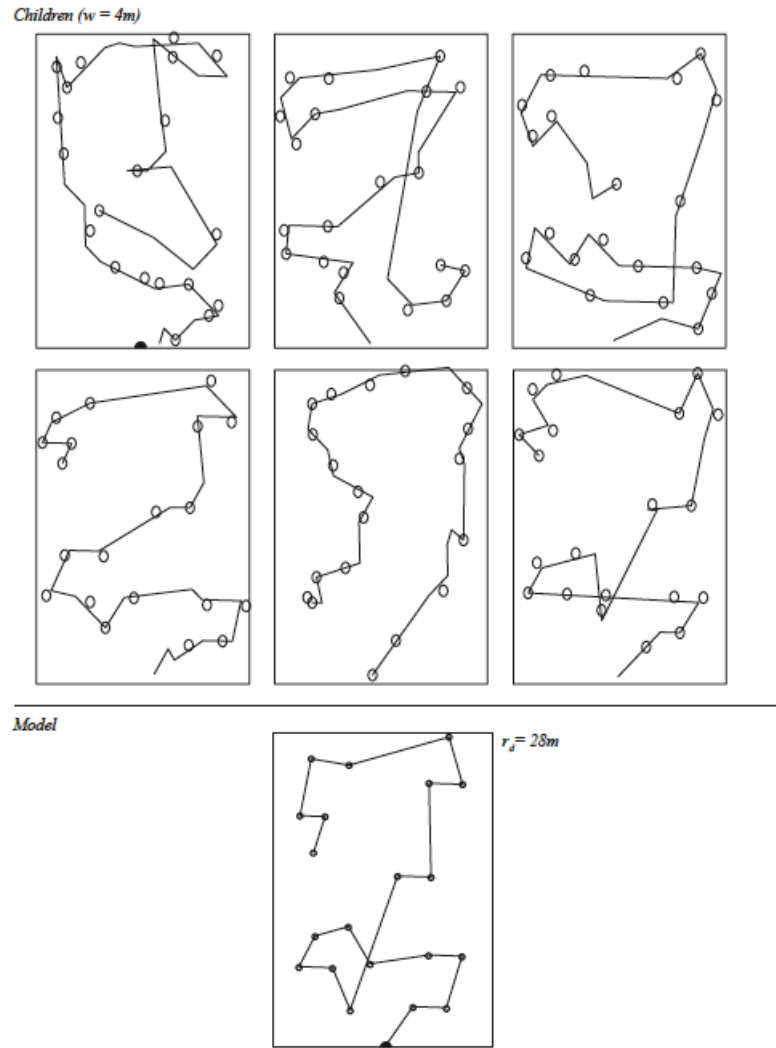 Children (w = 4m)
Model
r_d= 28m